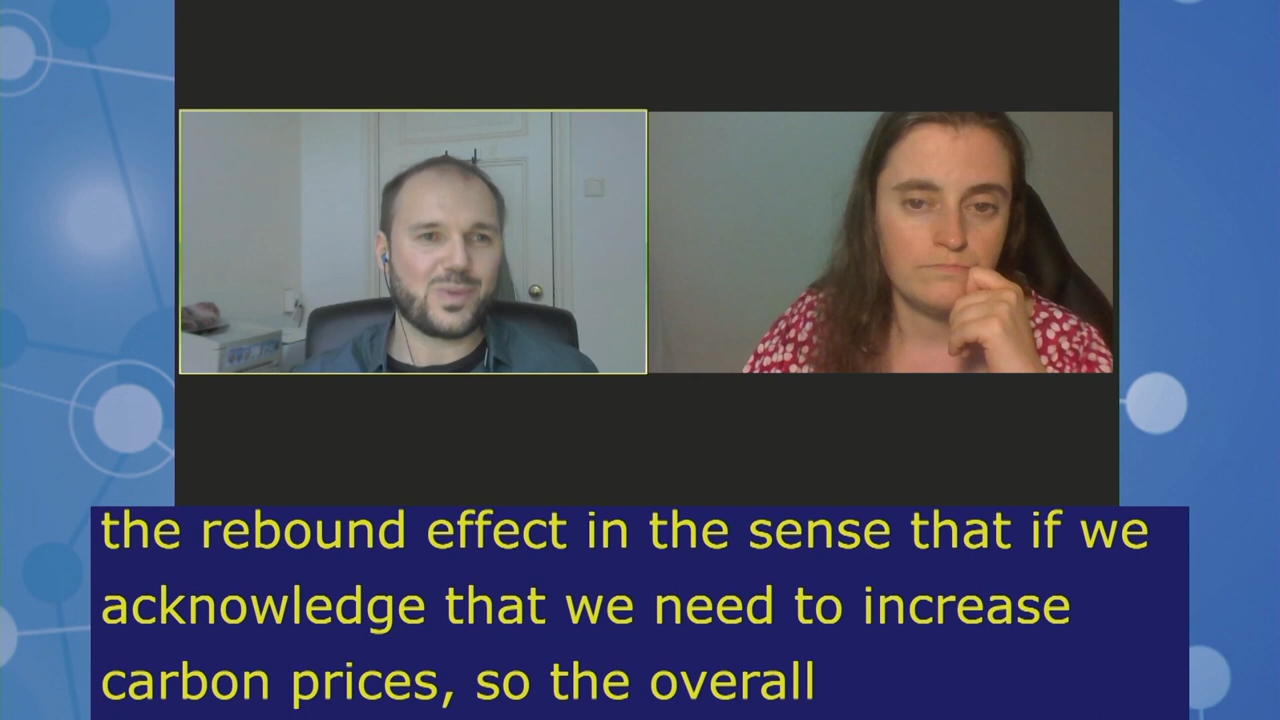 the rebound effect in the sense that if we
acknowledge that we need to increase
carbon prices, so the overall